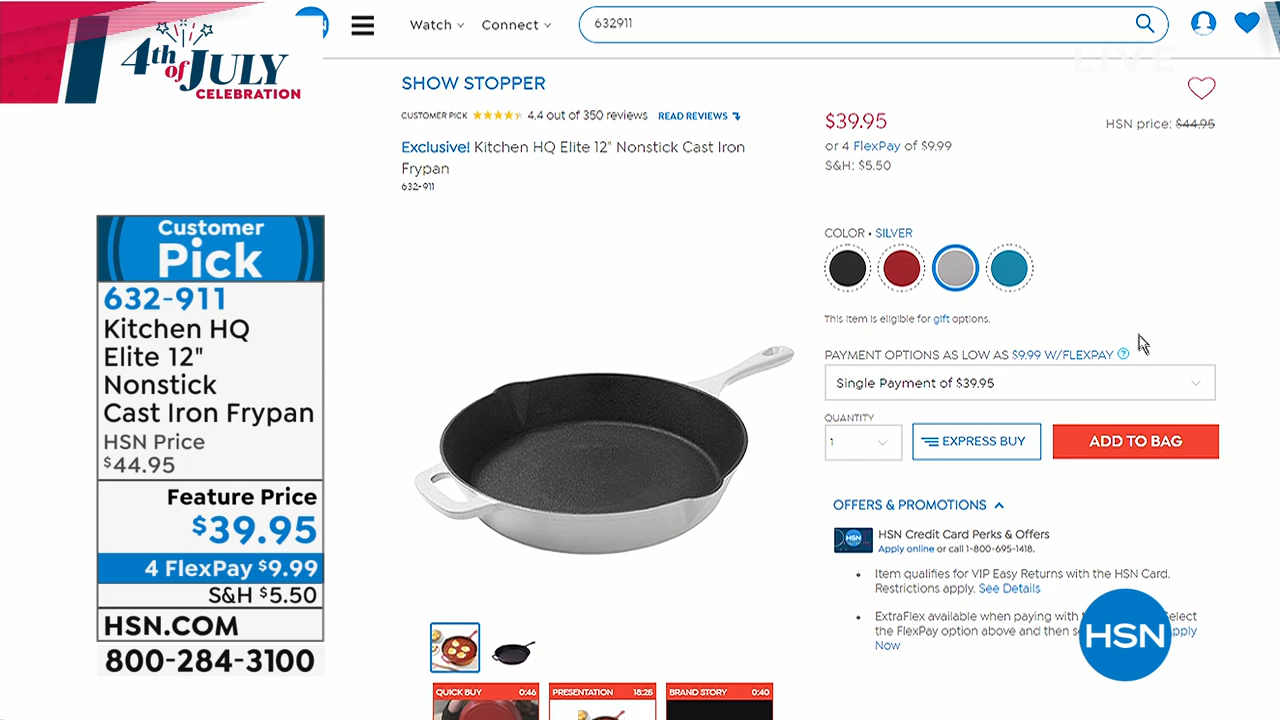 4th
of JULY
CELEBRATION
Watch
Connect
632911
LIVE
SHOW STOPPER
CUSTOMER PICK 4.4 out of 350 reviews READ REVIEWS
Exclusive! Kitchen HQ Elite 12" Nonstick Cast Iron
Frypan
632-911
$39.95
HSN price: $44.95
or 4 FlexPay of $9.99
S&H: $5.50
COLOR • SILVER
This item is eligible for gift options.
PAYMENT OPTIONS AS LOW AS $9.99 W/FLEXPAY ?
Single Payment of $39.95
QUANTITY
1
EXPRESS BUY
ADD TO BAG
OFFERS & PROMOTIONS
HSN
HSN Credit Card Perks & Offers
Apply online or call 1-800-695-1418.
• Item qualifies for VIP Easy Returns with the HSN Card.
Restrictions apply. See Details
• ExtraFlex available when paying with
the FlexPay option above and then
Now
HSN
Customer
Pick
632-911
Kitchen HQ
Elite 12"
Nonstick
Cast Iron Frypan
HSN Price
$44.95
Feature Price
$39.95
4 FlexPay $9.99
S&H $5.50
HSN.COM
800-284-3100
QUICK BUY 0:46
PRESENTATION 18:25
BRAND STORY 0:40